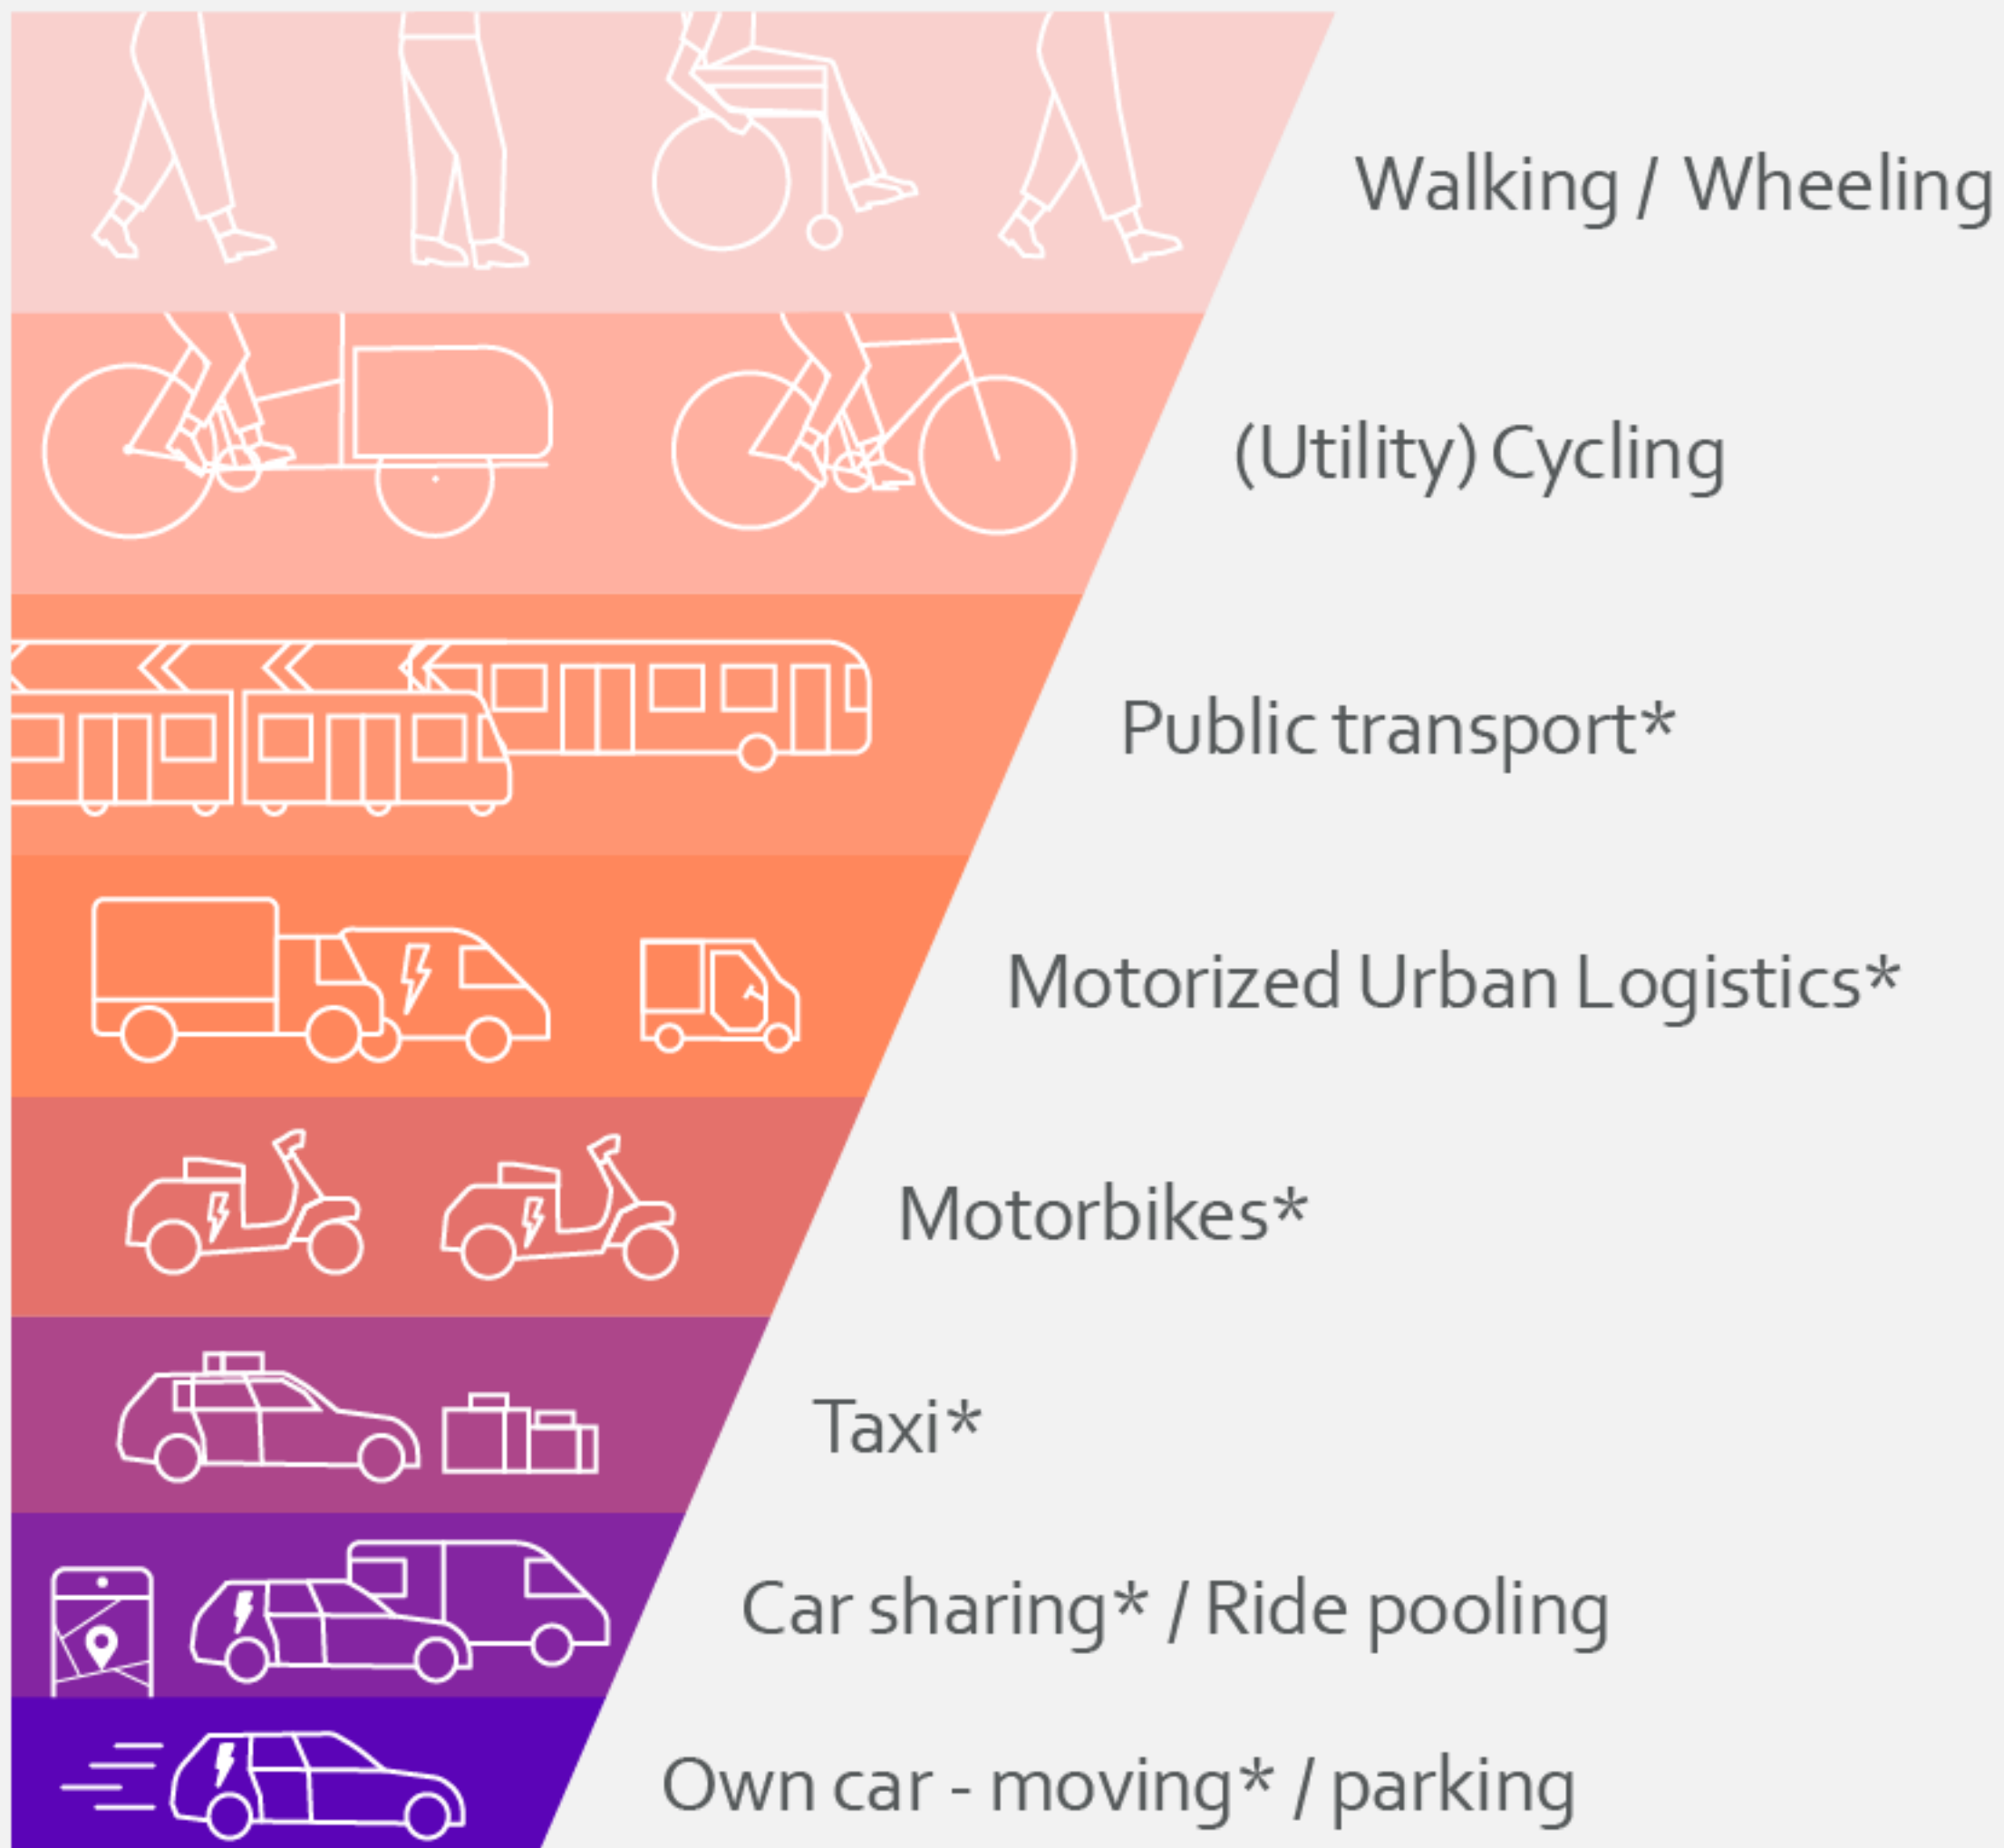 Walking / Wheeling
(Utility) Cycling
Public transport*
Motorized Urban Logistics*
Motorbikes*
Taxi*
Car sharing* / Ride pooling
Own car - moving* / parking